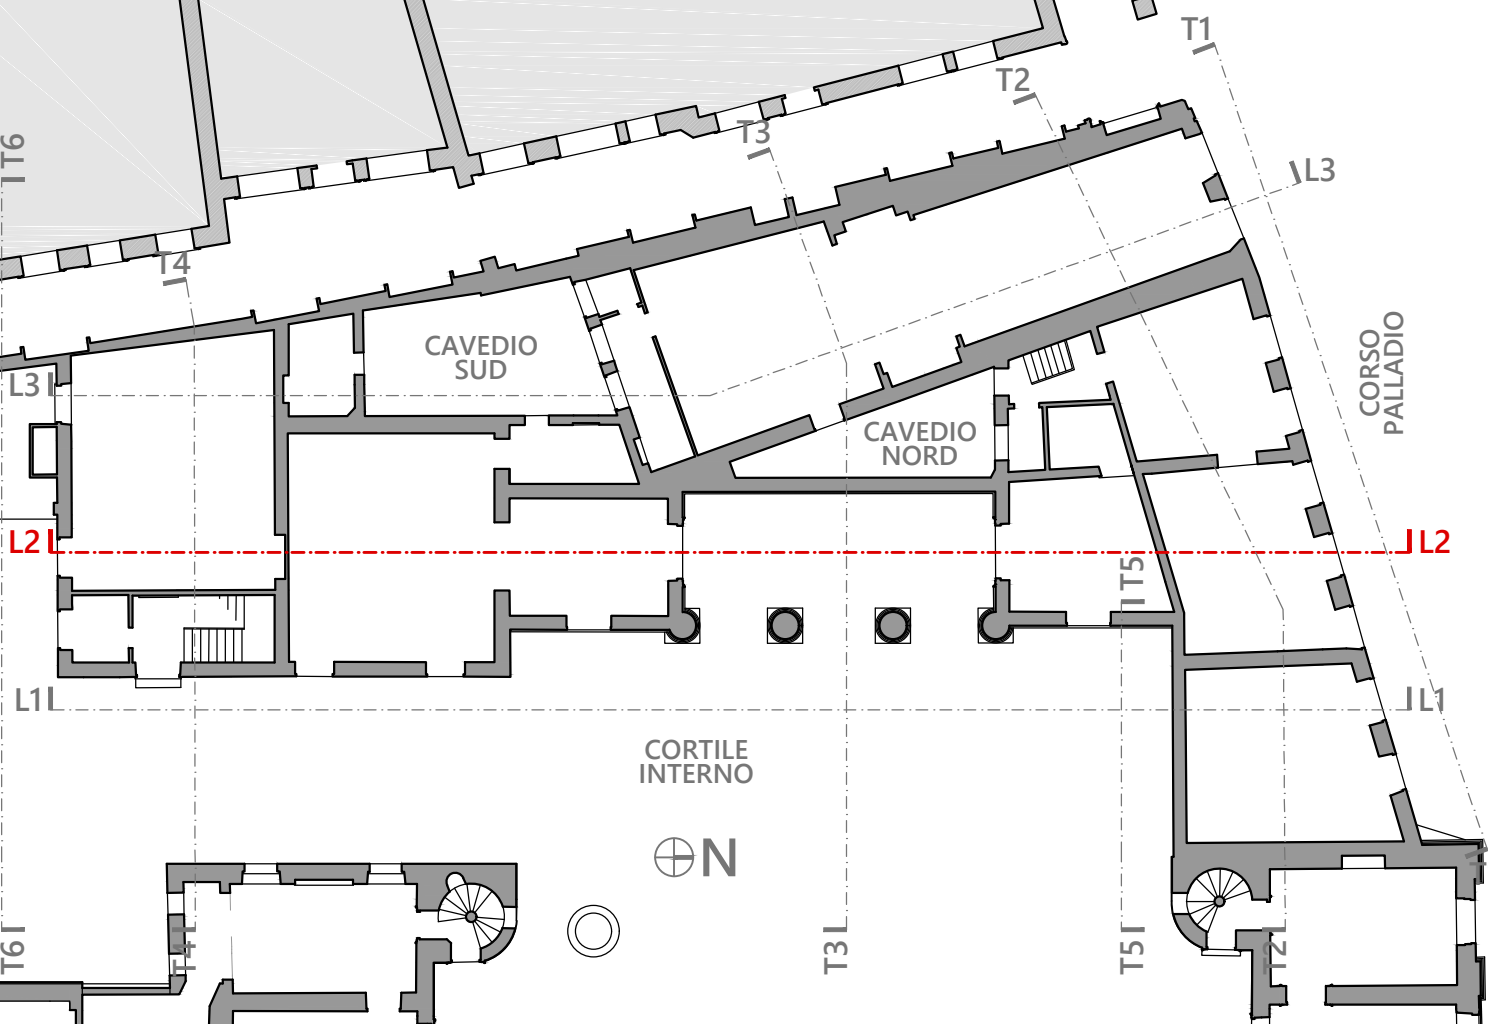 T1
T2
T3
T6
L3
T4
CAVEDIO
SUD
L3
CORSO
PALLADIO
CAVEDIO
NORD
L2
L2
T5
L1
L1
CORTILE
INTERNO
N
T6
T4
T3
T5
T2